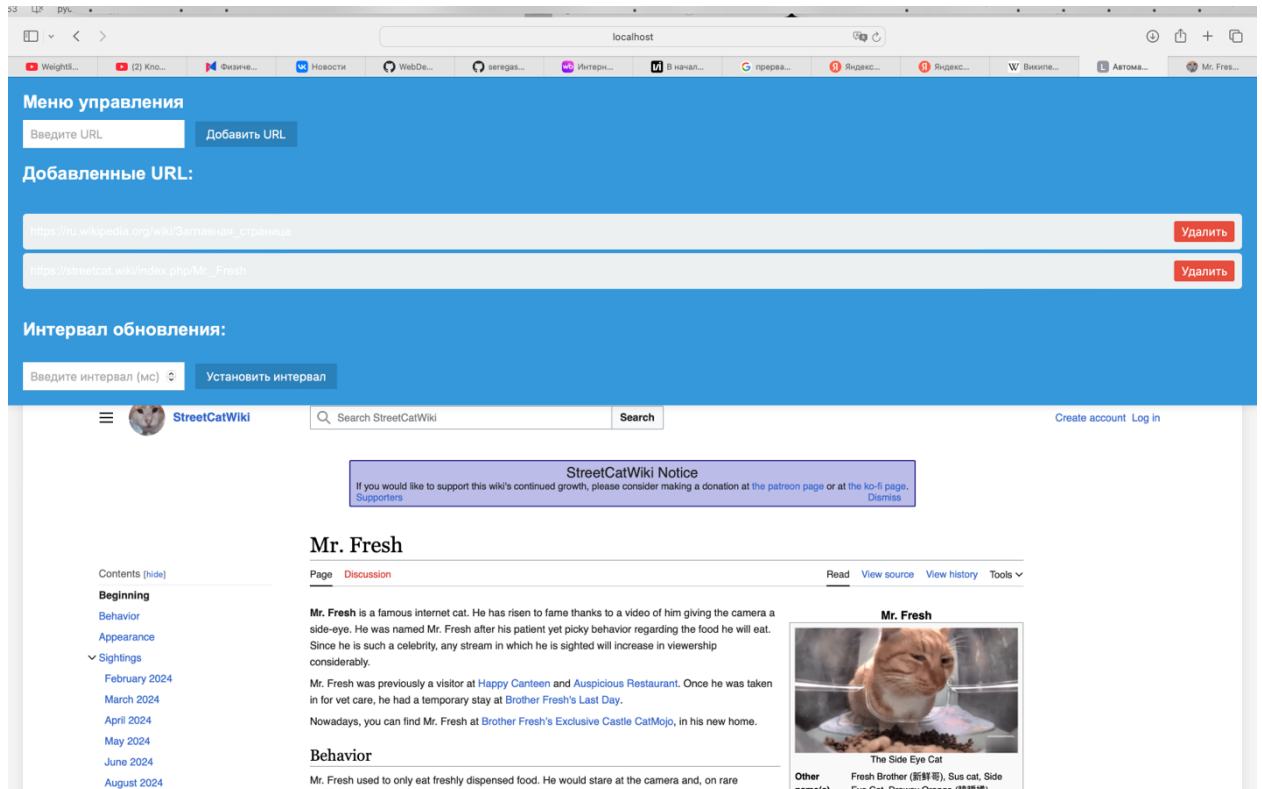 53 ЦХ рус
localhost
Weightli...
(2) Kno...
Физиче...
Новости
WebDe...
seregas...
Интерн...
В начал...
прерва...
Яндекс...
Яндекс...
Википе...
Автома...
Mr. Fres...
Меню управления
Введите URL
Добавить URL
Добавленные URL:
https://ru.wikipedia.org/wiki/Заглавная_страница
Удалить
https://streetcat.wiki/index.php/Mr._Fresh
Удалить
Интервал обновления:
Введите интервал (мс)
Установить интервал
StreetCatWiki
Search StreetCatWiki
Search
Create account Log in
StreetCatWiki Notice
If you would like to support this wiki's continued growth, please consider making a donation at the patreon page or at the ko-fi page.
Supporters
Dismiss
Mr. Fresh
Contents [hide]
Page Discussion
Read View source View history Tools
Beginning
Behavior
Appearance
Sightings
February 2024
March 2024
April 2024
May 2024
June 2024
August 2024
Mr. Fresh is a famous internet cat. He has risen to fame thanks to a video of him giving the camera a
side-eye. He was named Mr. Fresh after his patient yet picky behavior regarding the food he will eat.
Since he is such a celebrity, any stream in which he is sighted will increase in viewership
considerably.
Mr. Fresh was previously a visitor at Happy Canteen and Auspicious Restaurant. Once he was taken
in for vet care, he had a temporary stay at Brother Fresh's Last Day.
Nowadays, you can find Mr. Fresh at Brother Fresh's Exclusive Castle CatMojo, in his new home.
Behavior
Mr. Fresh used to only eat freshly dispensed food. He would stare at the camera and, on rare
Mr. Fresh
The Side Eye Cat
Other Fresh Brother (新鲜哥), Sus cat, Side